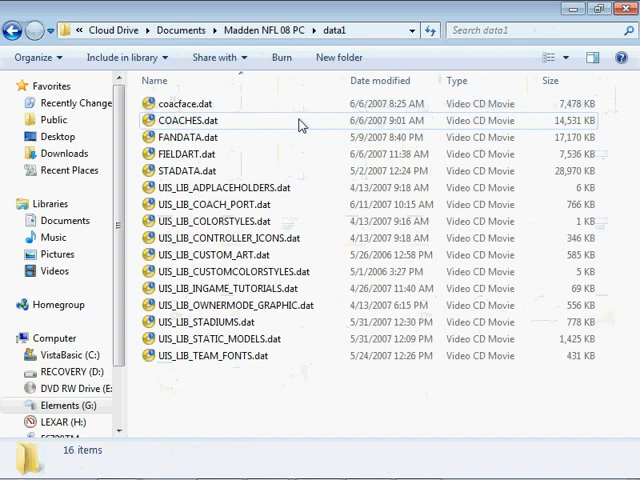 « Cloud Drive Documents Madden NFL 08 PC data1 Search data1
Organize Include in library Share with Burn New folder
Favorites
Recently Change
Public
Desktop
Downloads
Recent Places
Libraries
Documents
Music
Pictures
Videos
Homegroup
Computer
VistaBasic (C:)
RECOVERY (D:)
DVD RW Drive (E:
Elements (G:)
LEXAR (H:)
Name Date modified Type Size
coacface.dat 6/6/2007 8:25 AM Video CD Movie 7,478 KB
COACHES.dat 6/6/2007 9:01 AM Video CD Movie 14,531 KB
FANDATA.dat 5/9/2007 8:40 PM Video CD Movie 17,170 KB
FIELDART.dat 6/6/2007 11:38 AM Video CD Movie 7,536 KB
STADATA.dat 5/2/2007 12:24 PM Video CD Movie 28,970 KB
UIS_LIB_ADPLACEHOLDERS.dat 4/13/2007 9:18 AM Video CD Movie 6 KB
UIS_LIB_COACH_PORT.dat 6/11/2007 10:15 AM Video CD Movie 766 KB
UIS_LIB_COLORSTYLES.dat 4/13/2007 9:16 AM Video CD Movie 1 KB
UIS_LIB_CONTROLLER_ICONS.dat 4/13/2007 9:18 AM Video CD Movie 346 KB
UIS_LIB_CUSTOM_ART.dat 5/26/2006 12:58 PM Video CD Movie 585 KB
UIS_LIB_CUSTOMCOLORSTYLES.dat 5/1/2006 3:27 PM Video CD Movie 5 KB
UIS_LIB_INGAME_TUTORIALS.dat 4/26/2007 11:40 AM Video CD Movie 69 KB
UIS_LIB_OWNERMODE_GRAPHIC.dat 4/13/2007 6:15 PM Video CD Movie 556 KB
UIS_LIB_STADIUMS.dat 5/31/2007 12:30 PM Video CD Movie 778 KB
UIS_LIB_STATIC_MODELS.dat 5/31/2007 12:09 PM Video CD Movie 1,425 KB
UIS_LIB_TEAM_FONTS.dat 5/24/2007 12:26 PM Video CD Movie 431 KB
16 items